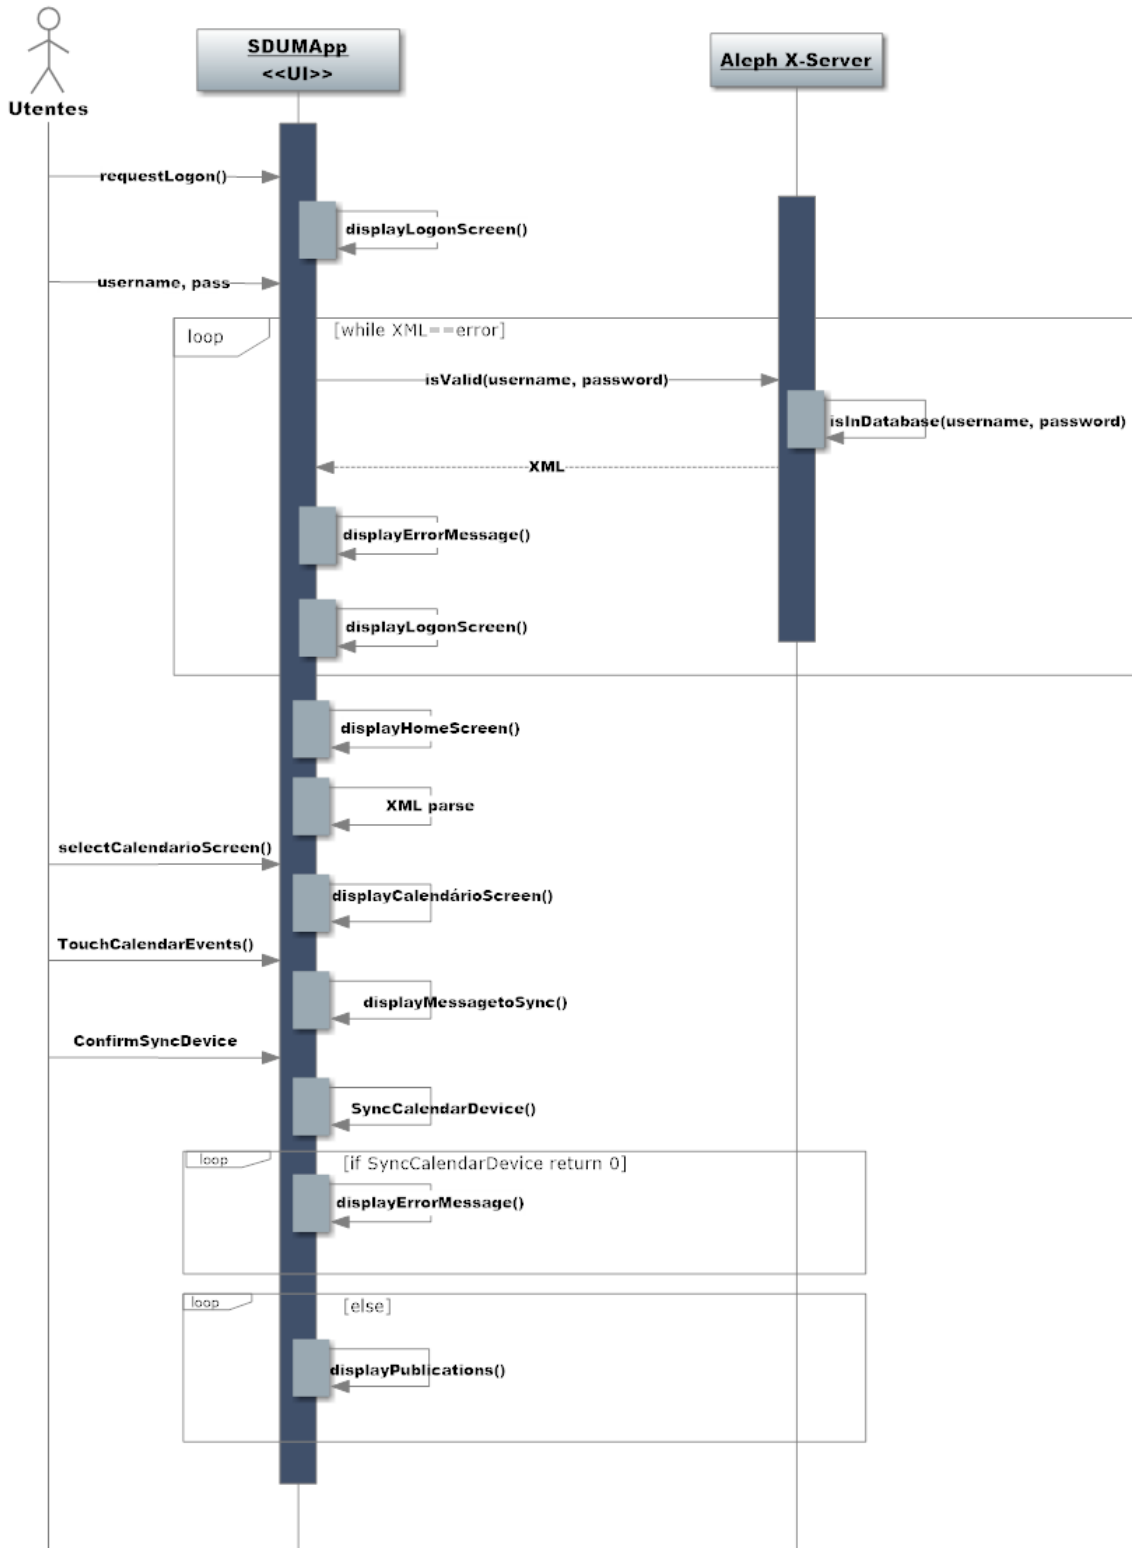 SDUMApp
<<UI>>
Aleph X-Server
Utentes
requestLogon()
displayLogonScreen()
username, pass
loop
[while XML==error]
isValid(username, password)
isInDatabase(username, password)
XML
displayErrorMessage()
displayLogonScreen()
displayHomeScreen()
XML parse
selectCalendarioScreen()
displayCalendárioScreen()
TouchCalendarEvents()
displayMessagetoSync()
ConfirmSyncDevice
SyncCalendarDevice()
loop
[if SyncCalendarDevice return 0]
displayErrorMessage()
loop
[else]
displayPublications()